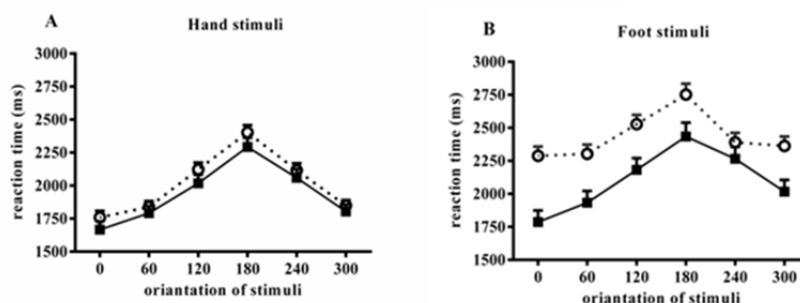 A
Hand stimuli
reaction time (ms)
3000
2750
2500
2250
2000
1750
1500
0 60 120 180 240 300
oriantation of stimuli
B
Foot stimuli
reaction time (ms)
3000
2750
2500
2250
2000
1750
1500
0 60 120 180 240 300
oriantation of stimuli